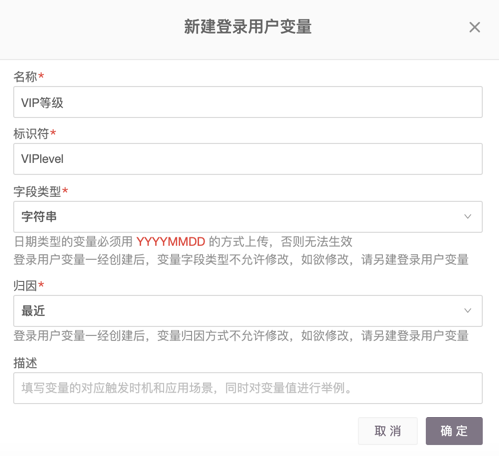 新建登录用户变量
名称*
VIP等级
标识符*
VIPlevel
字段类型*
字符串
日期类型的变量必须用 YYYYMMDD 的方式上传，否则无法生效
登录用户变量一经创建后，变量字段类型不允许修改，如欲修改，请另建登录用户变量
归因*
最近
登录用户变量一经创建后，变量归因方式不允许修改，如欲修改，请另建登录用户变量
描述
填写变量的对应触发时机和应用场景，同时对变量值进行举例。
取 消
确 定